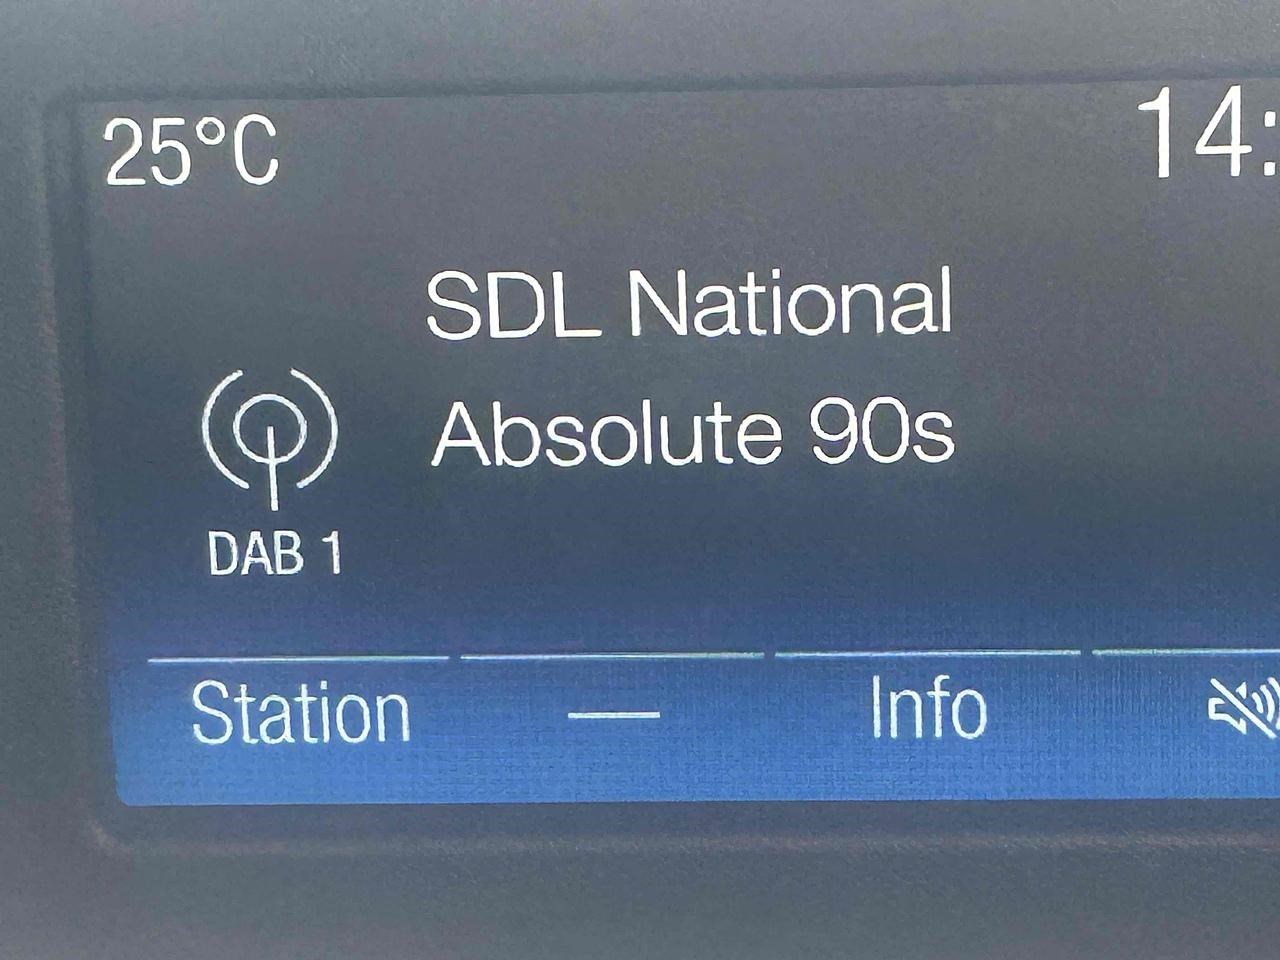 25°C 14:
SDL National
Absolute 90s
DAB 1
Station — Info